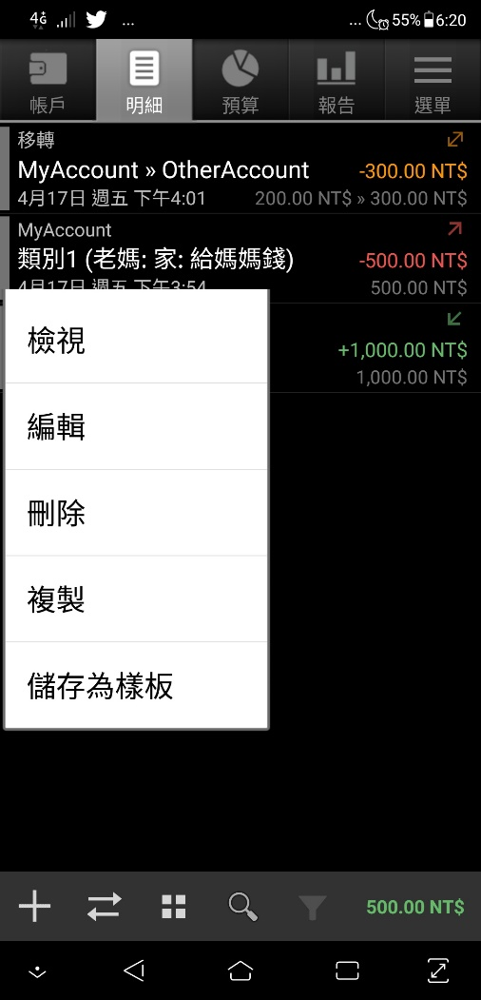 4G ... ... 55% 6:20
帳戶 明細 預算 報告 選單
移轉
MyAccount » OtherAccount -300.00 NT$
4月17日 週五 下午4:01 200.00 NT$ » 300.00 NT$
MyAccount
類別1 (老媽: 家: 給媽媽錢) -500.00 NT$
4月17日 週五 下午3:54 500.00 NT$
+1,000.00 NT$
1,000.00 NT$
檢視
編輯
刪除
複製
儲存為樣板
500.00 NT$